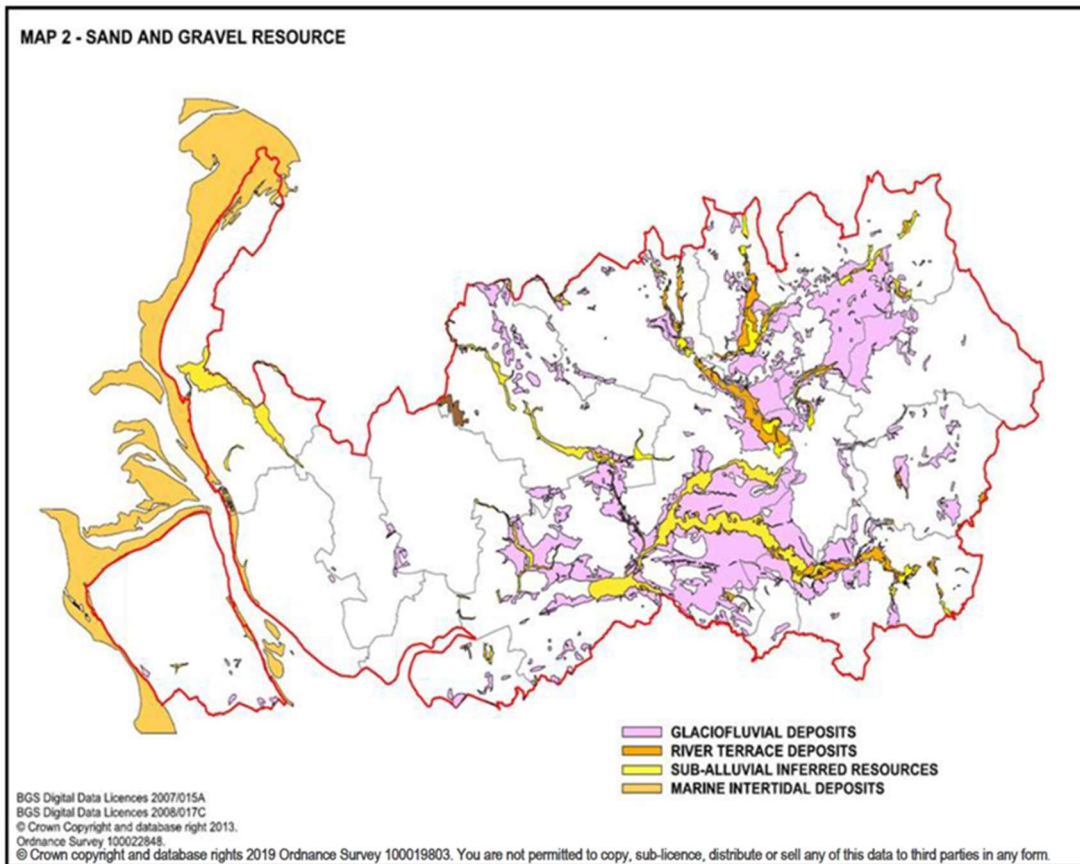 MAP 2 - SAND AND GRAVEL RESOURCE
GLACIOFLUVIAL DEPOSITS
RIVER TERRACE DEPOSITS
SUB-ALLUVIAL INFERRED RESOURCES
MARINE INTERTIDAL DEPOSITS
BGS Digital Data Licences 2007/015A
BGS Digital Data Licences 2008/017C
© Crown Copyright and database right 2013.
Ordnance Survey 100022848.
© Crown copyright and database rights 2019 Ordnance Survey 100019803. You are not permitted to copy, sub-licence, distribute or sell any of this data to third parties in any form